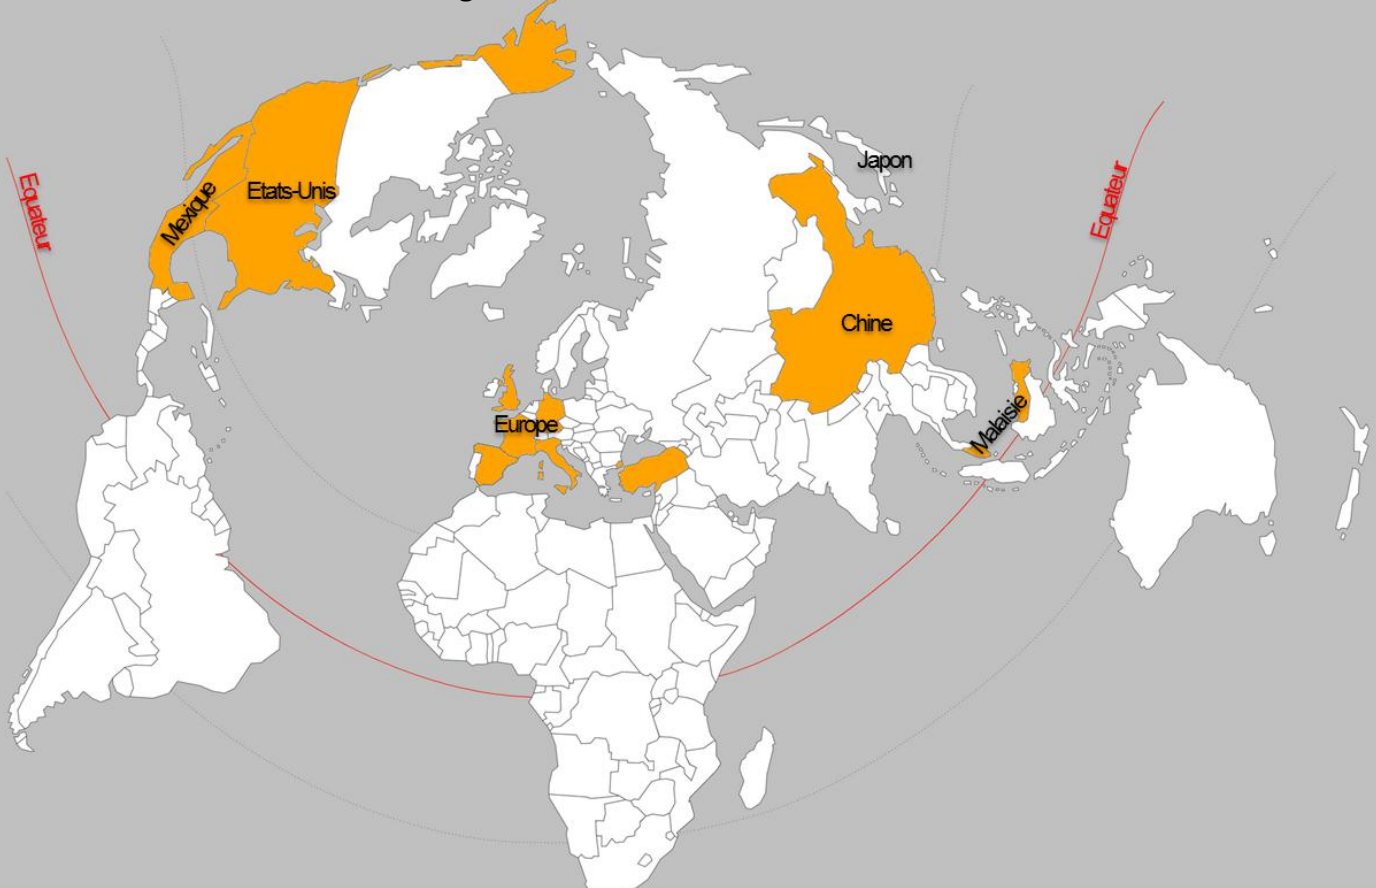 Japon
Equateur
Etats-Unis
Equateur
Mexique
Chine
Malaisie
Europe